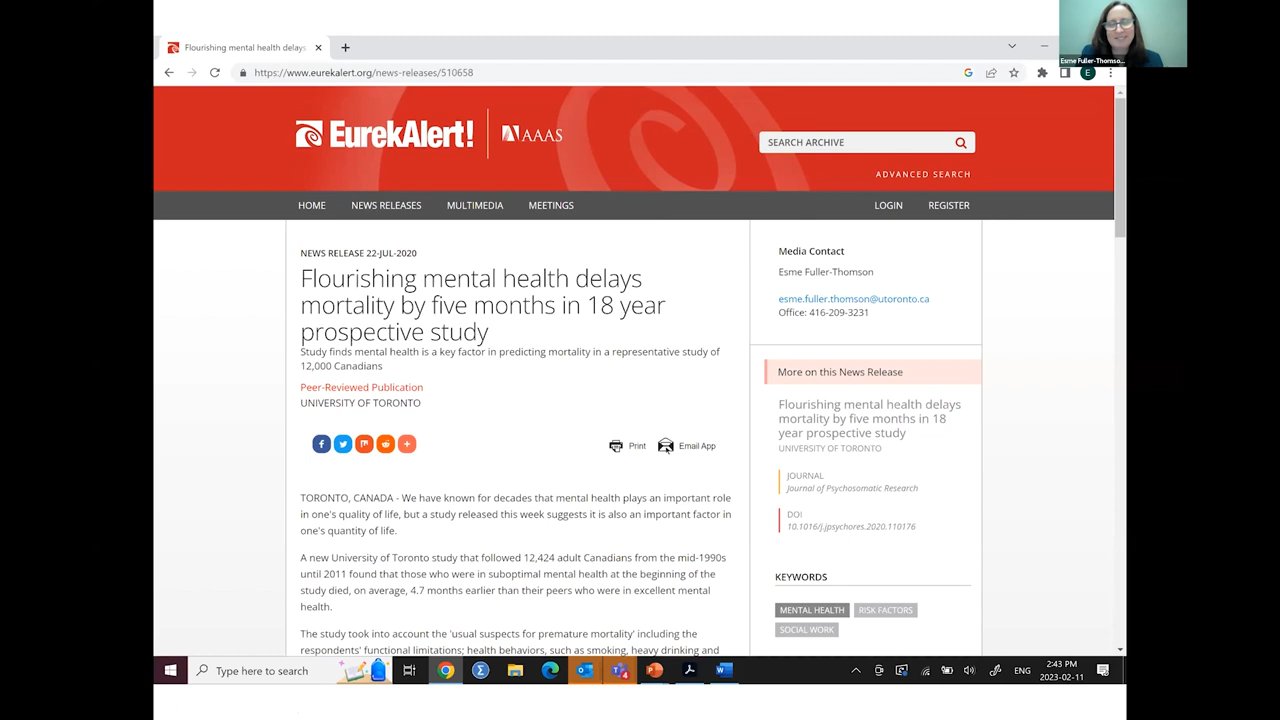 Flourishing mental health delays
https://www.eurekalert.org/news-releases/510658
Esme Fuller-Thomso...
E
EurekAlert!
AAAS
SEARCH ARCHIVE
ADVANCED SEARCH
HOME NEWS RELEASES MULTIMEDIA MEETINGS LOGIN REGISTER
NEWS RELEASE 22-JUL-2020
Flourishing mental health delays
mortality by five months in 18 year
prospective study
Study finds mental health is a key factor in predicting mortality in a representative study of
12,000 Canadians
Peer-Reviewed Publication
UNIVERSITY OF TORONTO
Print Email App
TORONTO, CANADA - We have known for decades that mental health plays an important role
in one's quality of life, but a study released this week suggests it is also an important factor in
one's quantity of life.
A new University of Toronto study that followed 12,424 adult Canadians from the mid-1990s
until 2011 found that those who were in suboptimal mental health at the beginning of the
study died, on average, 4.7 months earlier than their peers who were in excellent mental
health.
The study took into account the 'usual suspects for premature mortality' including the
respondents' functional limitations; health behaviors, such as smoking, heavy drinking and
Media Contact
Esme Fuller-Thomson
esme.fuller.thomson@utoronto.ca
Office: 416-209-3231
More on this News Release
Flourishing mental health delays
mortality by five months in 18
year prospective study
UNIVERSITY OF TORONTO
JOURNAL
Journal of Psychosomatic Research
DOI
10.1016/j.jpsychores.2020.110176
KEYWORDS
MENTAL HEALTH RISK FACTORS
SOCIAL WORK
Type here to search
4
ENG
2:43 PM
2023-02-11